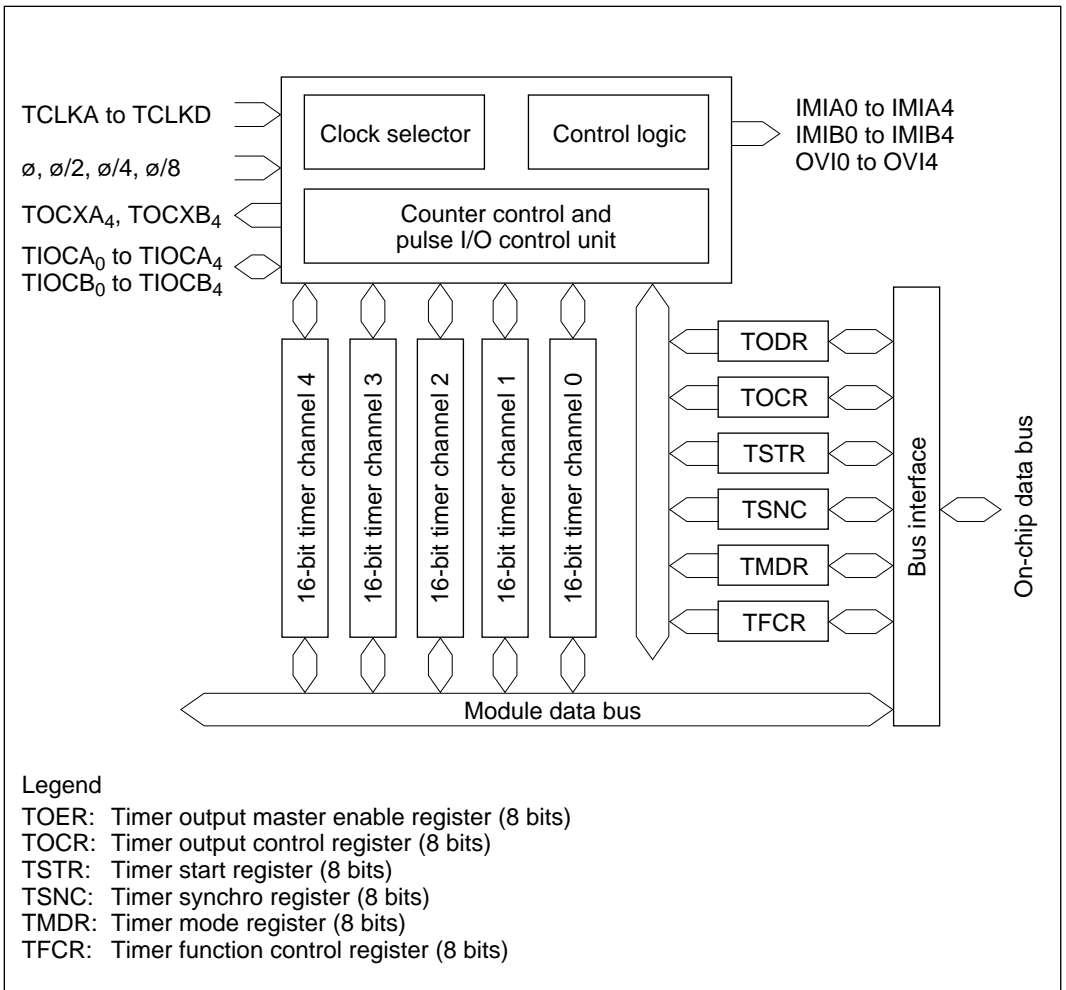 TCLKA to TCLKD
ø, ø/2, ø/4, ø/8
TOCXA4, TOCXB4
TIOCA0 to TIOCA4
TIOCB0 to TIOCB4
Clock selector
Control logic
Counter control and
pulse I/O control unit
IMIA0 to IMIA4
IMIB0 to IMIB4
OVI0 to OVI4
16-bit timer channel 4
16-bit timer channel 3
16-bit timer channel 2
16-bit timer channel 1
16-bit timer channel 0
TODR
TOCR
TSTR
TSNC
TMDR
TFCR
Bus interface
On-chip data bus
Module data bus
Legend
TOER: Timer output master enable register (8 bits)
TOCR: Timer output control register (8 bits)
TSTR: Timer start register (8 bits)
TSNC: Timer synchro register (8 bits)
TMDR: Timer mode register (8 bits)
TFCR: Timer function control register (8 bits)